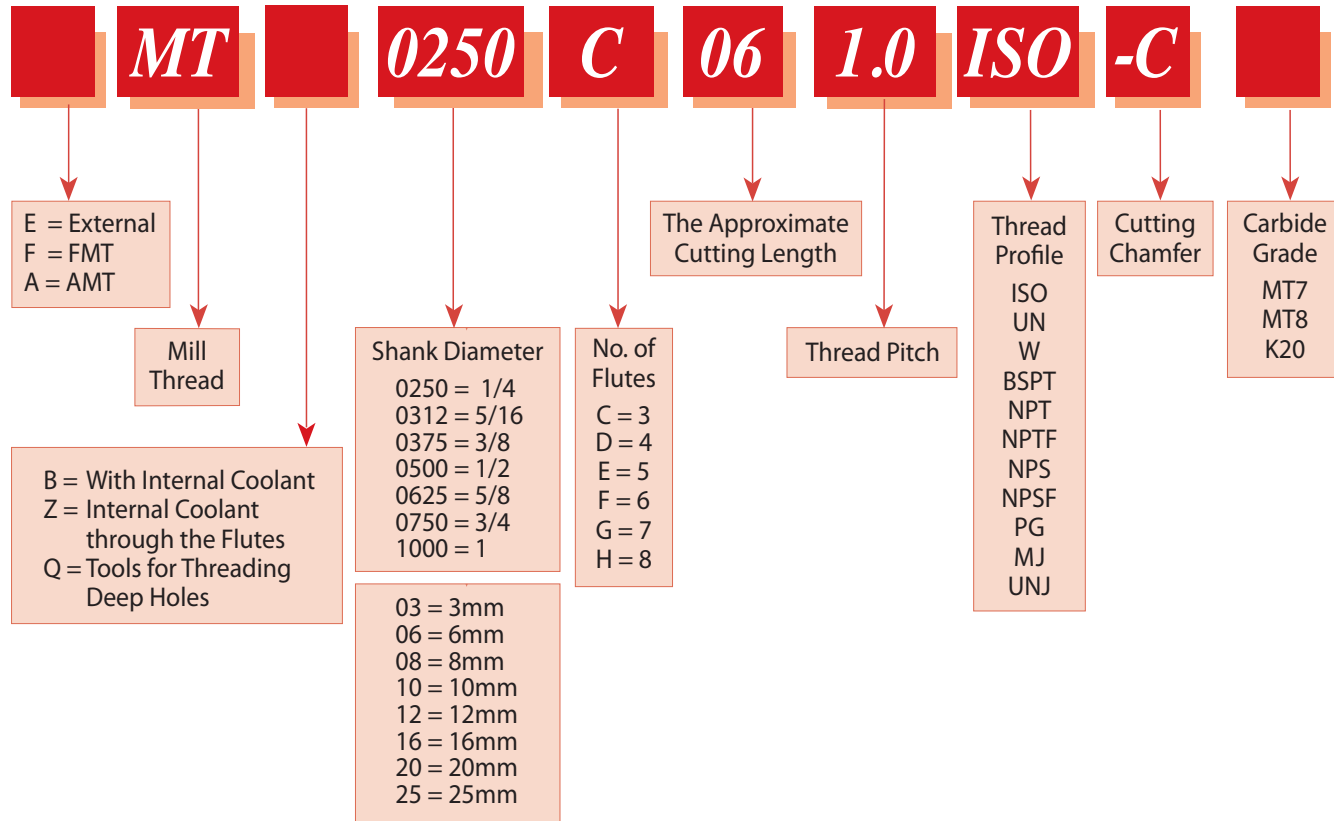 MT 0250 C 06 1.0 ISO -C
E = External
F = FMT
A = AMT
Mill
Thread
B = With Internal Coolant
Z = Internal Coolant
through the Flutes
Q = Tools for Threading
Deep Holes
Shank Diameter
0250 = 1/4
0312 = 5/16
0375 = 3/8
0500 = 1/2
0625 = 5/8
0750 = 3/4
1000 = 1
03 = 3mm
06 = 6mm
08 = 8mm
10 = 10mm
12 = 12mm
16 = 16mm
20 = 20mm
25 = 25mm
No. of
Flutes
C = 3
D = 4
E = 5
F = 6
G = 7
H = 8
The Approximate
Cutting Length
Thread Pitch
Thread
Profile
ISO
UN
W
BSPT
NPT
NPTF
NPS
NPSF
PG
MJ
UNJ
Cutting
Chamfer
Carbide
Grade
MT7
MT8
K20